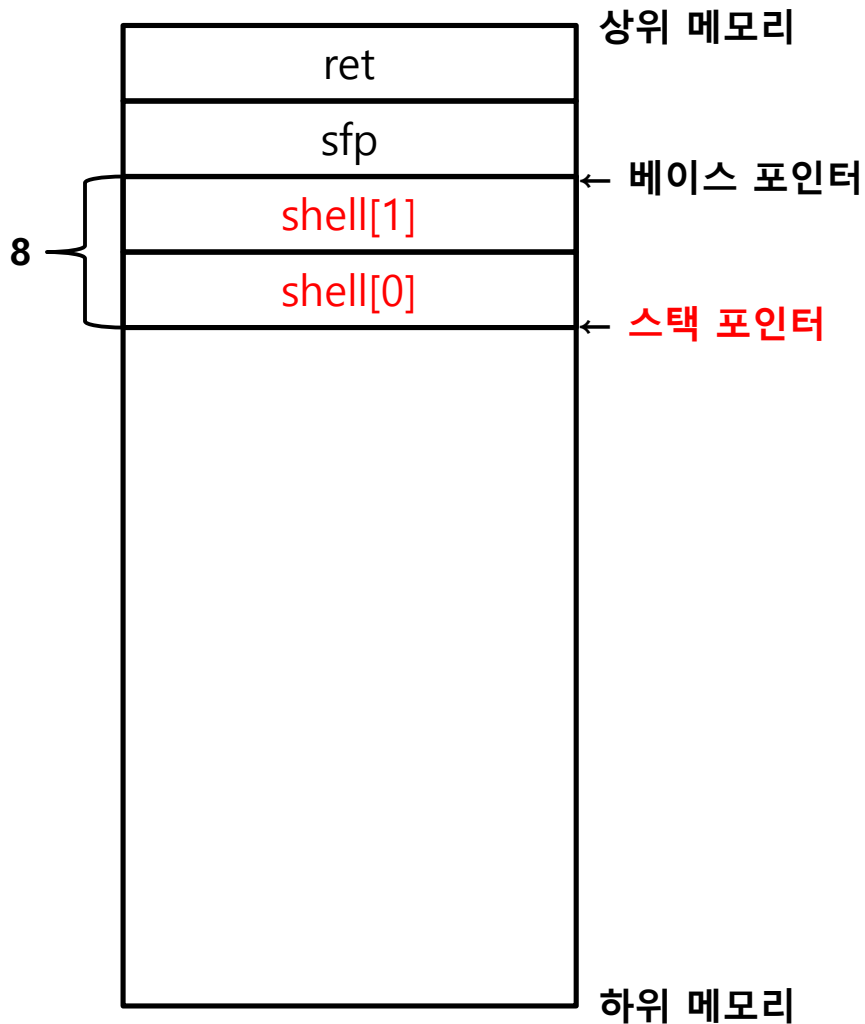 상위 메모리
ret
sfp
← 베이스 포인터
shell[1]
8
shell[0]
← 스택 포인터
하위 메모리